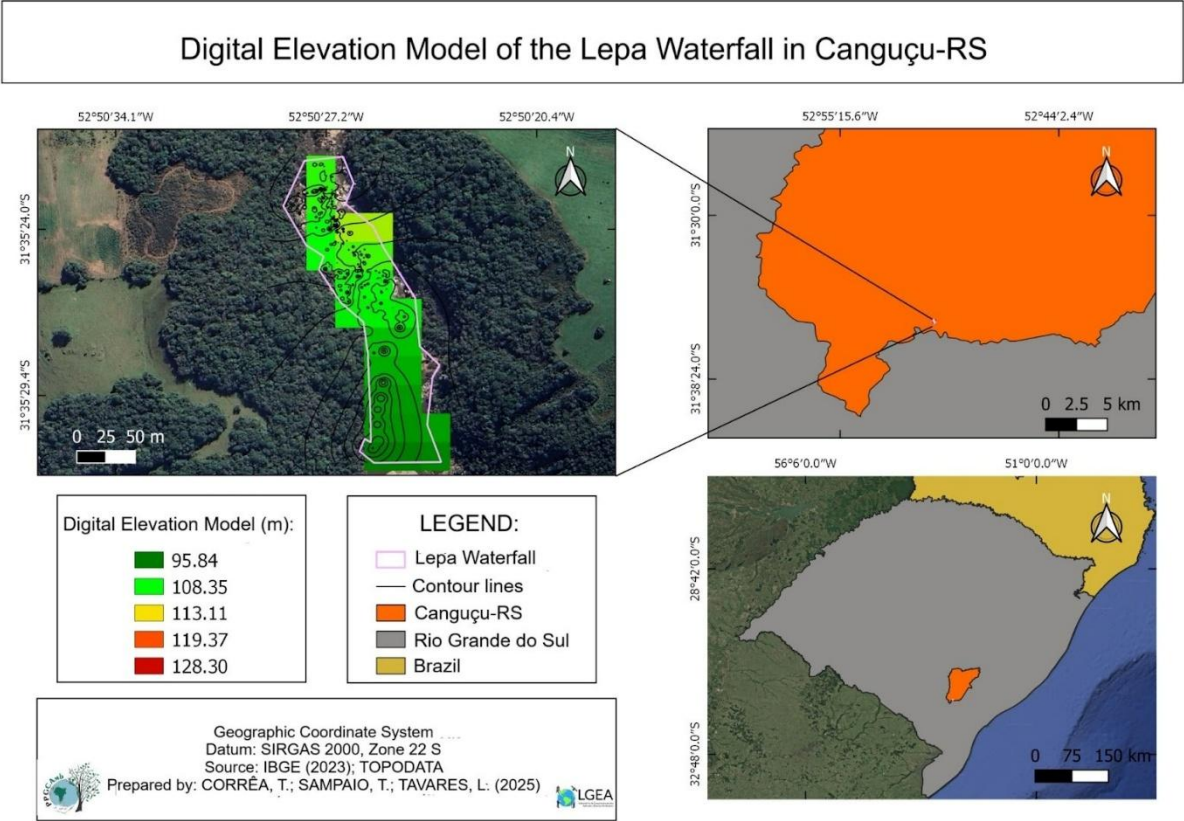 Digital Elevation Model of the Lepa Waterfall in Canguçu-RS
52°50'34.1"W 52°50'27.2"W 52°50'20.4"W
31°35'24.0"S
31°35'29.4"S
N
0 25 50 m
52°55'15.6"W 52°44'2.4"W
31°30'0.0"S
31°38'24.0"S
N
0 2.5 5 km
Digital Elevation Model (m):
95.84
108.35
113.11
119.37
128.30
LEGEND:
Lepa Waterfall
Contour lines
Canguçu-RS
Rio Grande do Sul
Brazil
56°6'0.0"W 51°0'0.0"W
28°42'0.0"S
32°48'0.0"S
N
0 75 150 km
Geographic Coordinate System
Datum: SIRGAS 2000, Zone 22 S
Source: IBGE (2023); TOPODATA
Prepared by: CORRÊA, T.; SAMPAIO, T.; TAVARES, L. (2025)
PPGCAmb
LGEA